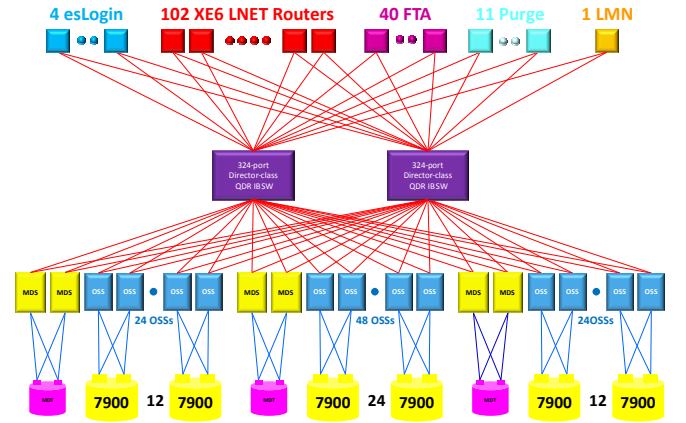 4 esLogin 102 XE6 LNET Routers 40 FTA 11 Purge 1 LMN
324-port
Director-class
QDR IBSW
324-port
Director-class
QDR IBSW
MDS MDS OSS OSS OSS OSS MDS MDS OSS OSS OSS OSS MDS MDS OSS OSS OSS OSS
24 OSSs 48 OSSs 24OSSs
MDT 7900 12 7900 MDT 7900 24 7900 MDT 7900 12 7900